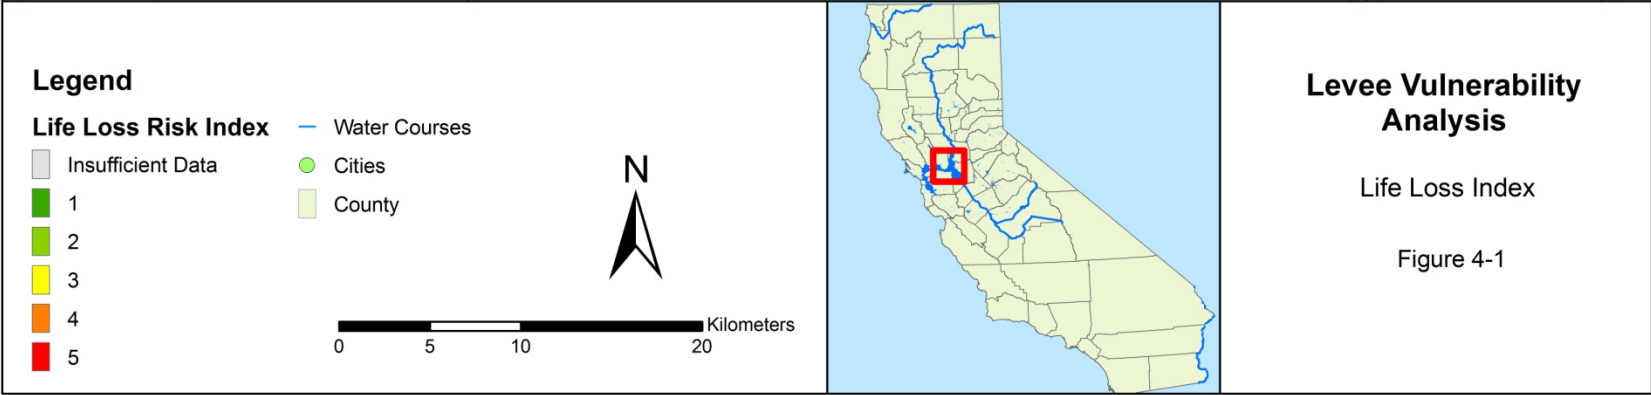 Legend
Life Loss Risk Index
Insufficient Data
1
2
3
4
5
Water Courses
Cities
County
N
Kilometers
0 5 10 20
Levee Vulnerability
Analysis
Life Loss Index
Figure 4-1